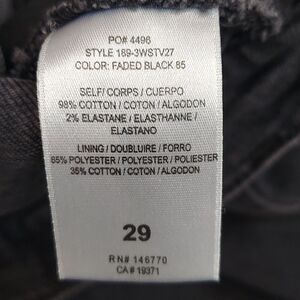 PO# 4496
STYLE 189-3WSTV27
COLOR: FADED BLACK 85
SELF/ CORPS / CUERPO
98% COTTON / COTON / ALGODON
2% ELASTANE / ELASTHANNE /
ELASTANO
LINING / DOUBLUIRE / FORRO
65% POLYESTER / POLYESTER / POLIESTER
35% COTTON / COTON / ALGODON
29
RN# 146770
CA# 19371